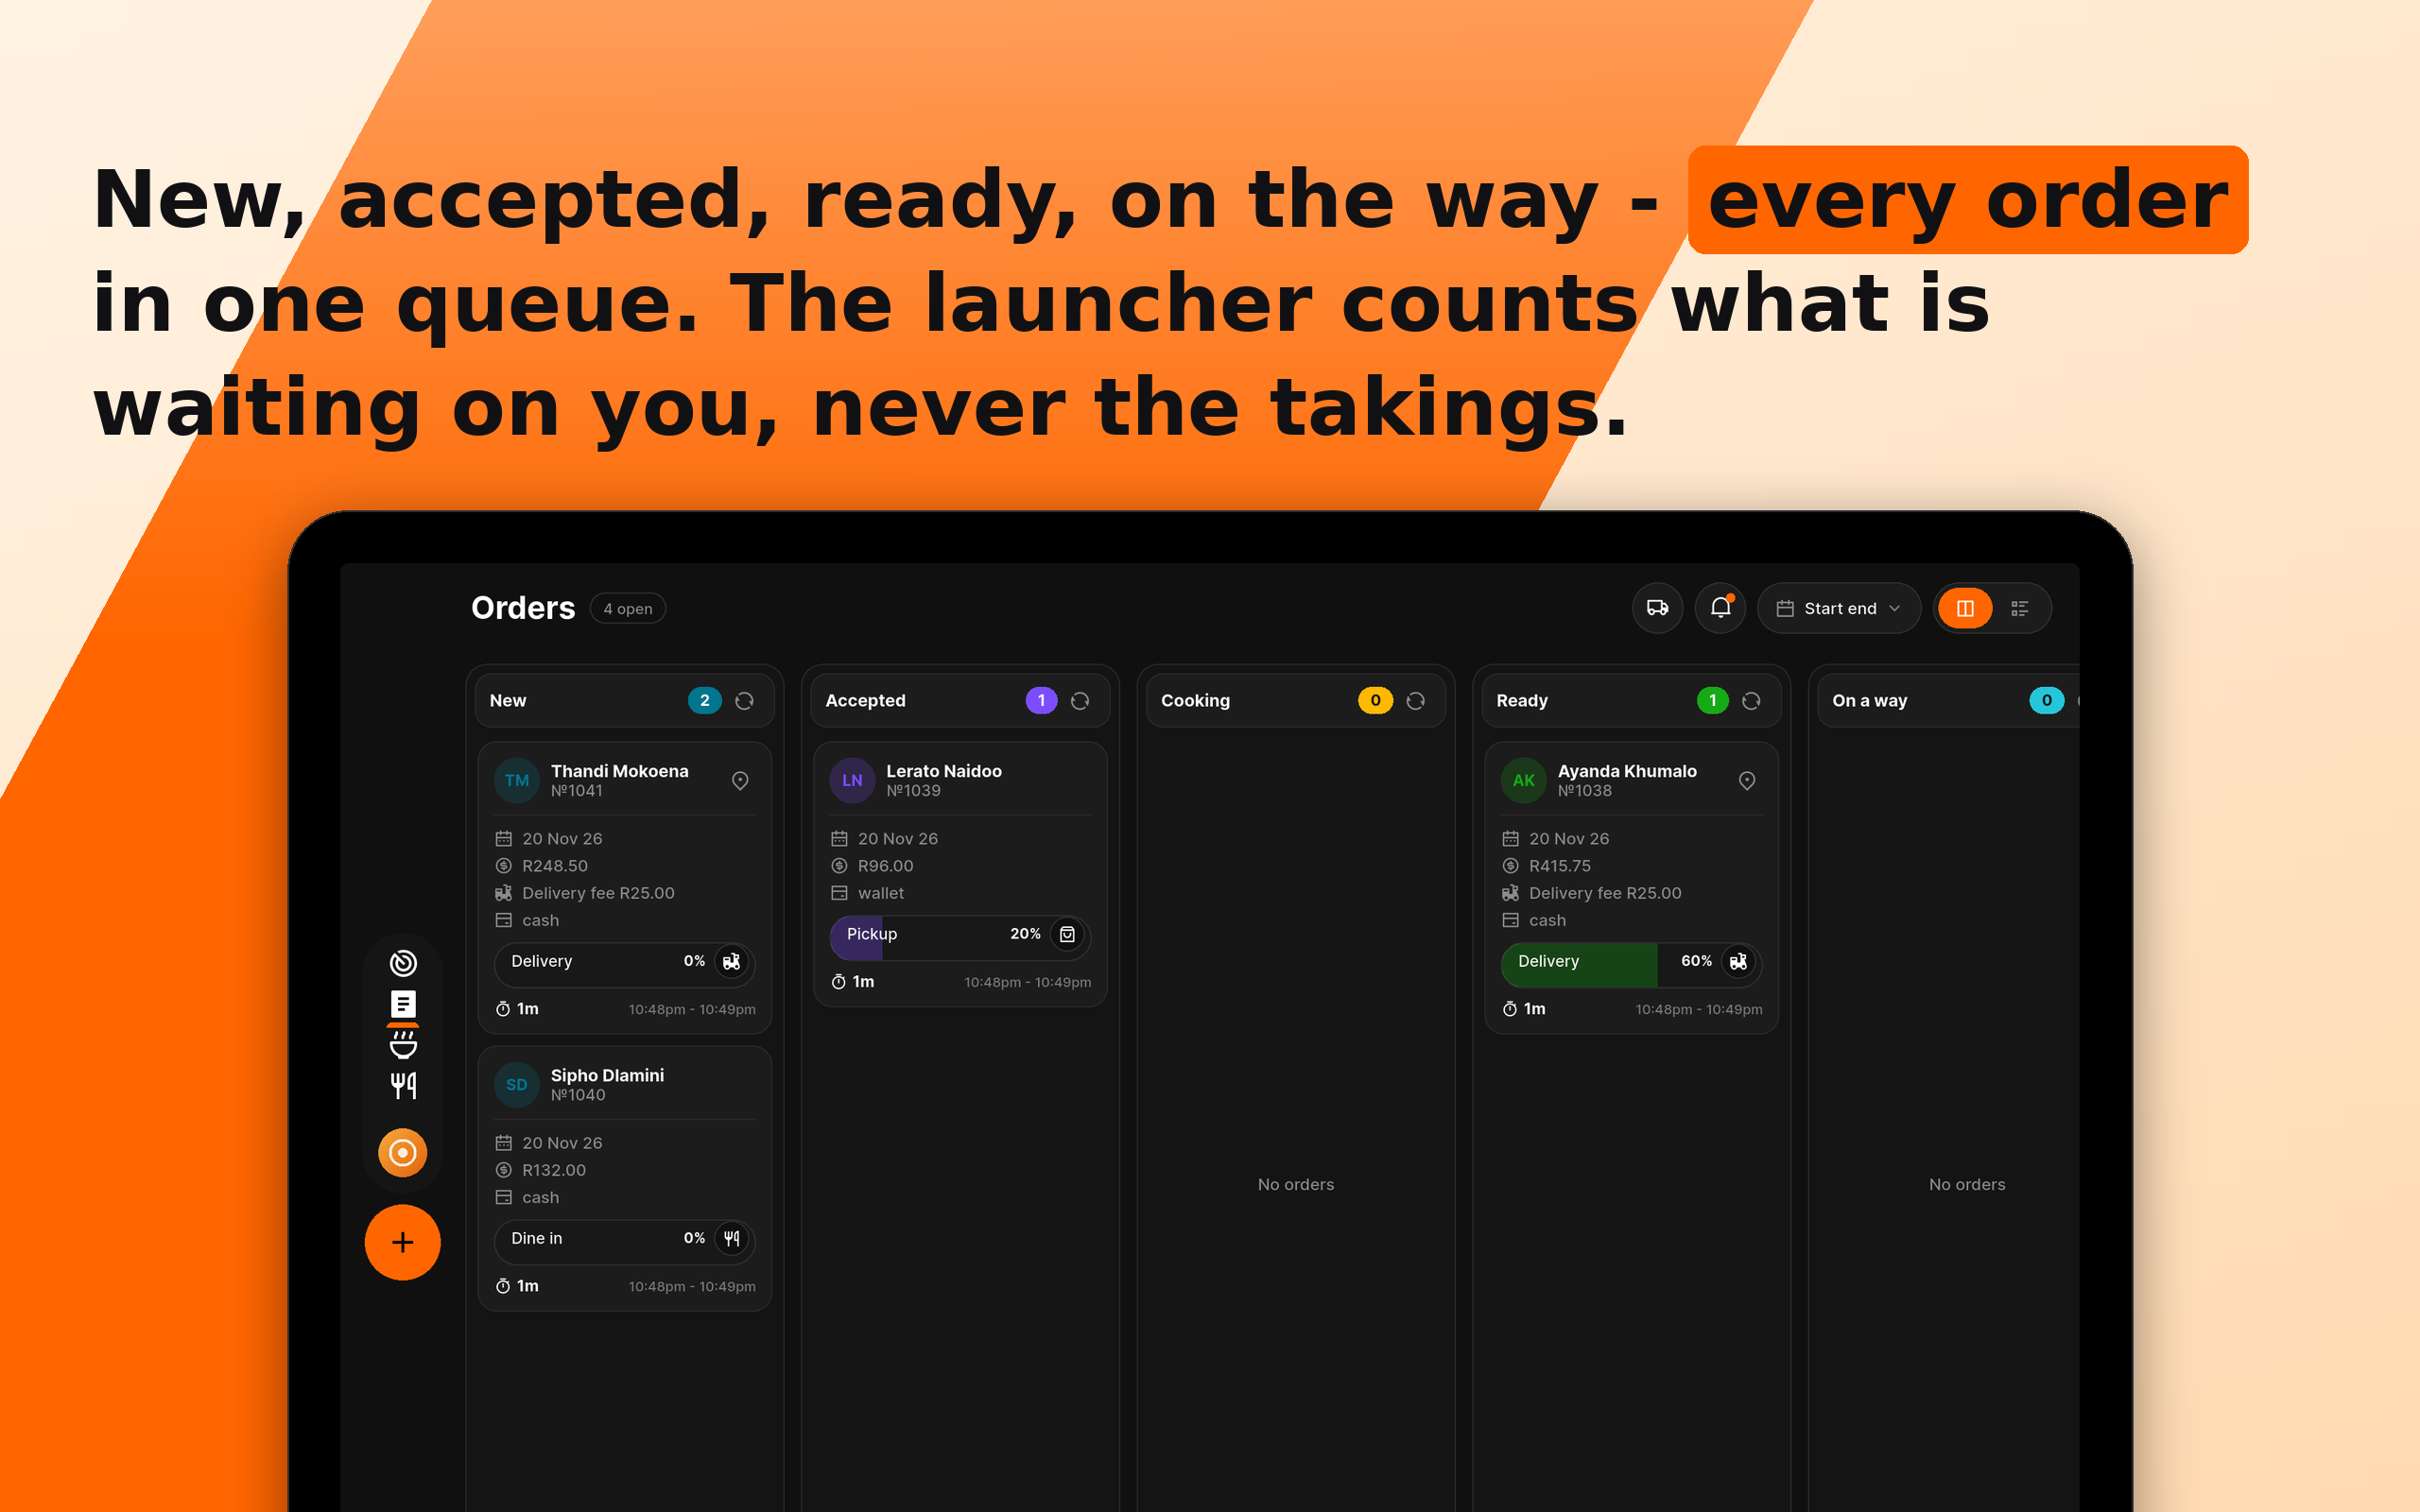 New, accepted, ready, on the way - every order
in one queue. The launcher counts what is
waiting on you, never the takings.
Orders
4 open
Start end
New
2
Thandi Mokoena
№1041
20 Nov 26
R248.50
Delivery fee R25.00
cash
Delivery
0%
1m
10:48pm - 10:49pm
Sipho Dlamini
№1040
20 Nov 26
R132.00
cash
Dine in
0%
1m
10:48pm - 10:49pm
Accepted
1
Lerato Naidoo
№1039
20 Nov 26
R96.00
wallet
Pickup
20%
1m
10:48pm - 10:49pm
Cooking
0
No orders
Ready
1
Ayanda Khumalo
№1038
20 Nov 26
R415.75
Delivery fee R25.00
cash
Delivery
60%
1m
10:48pm - 10:49pm
On a way
0
No orders
TM
SD
LN
AK